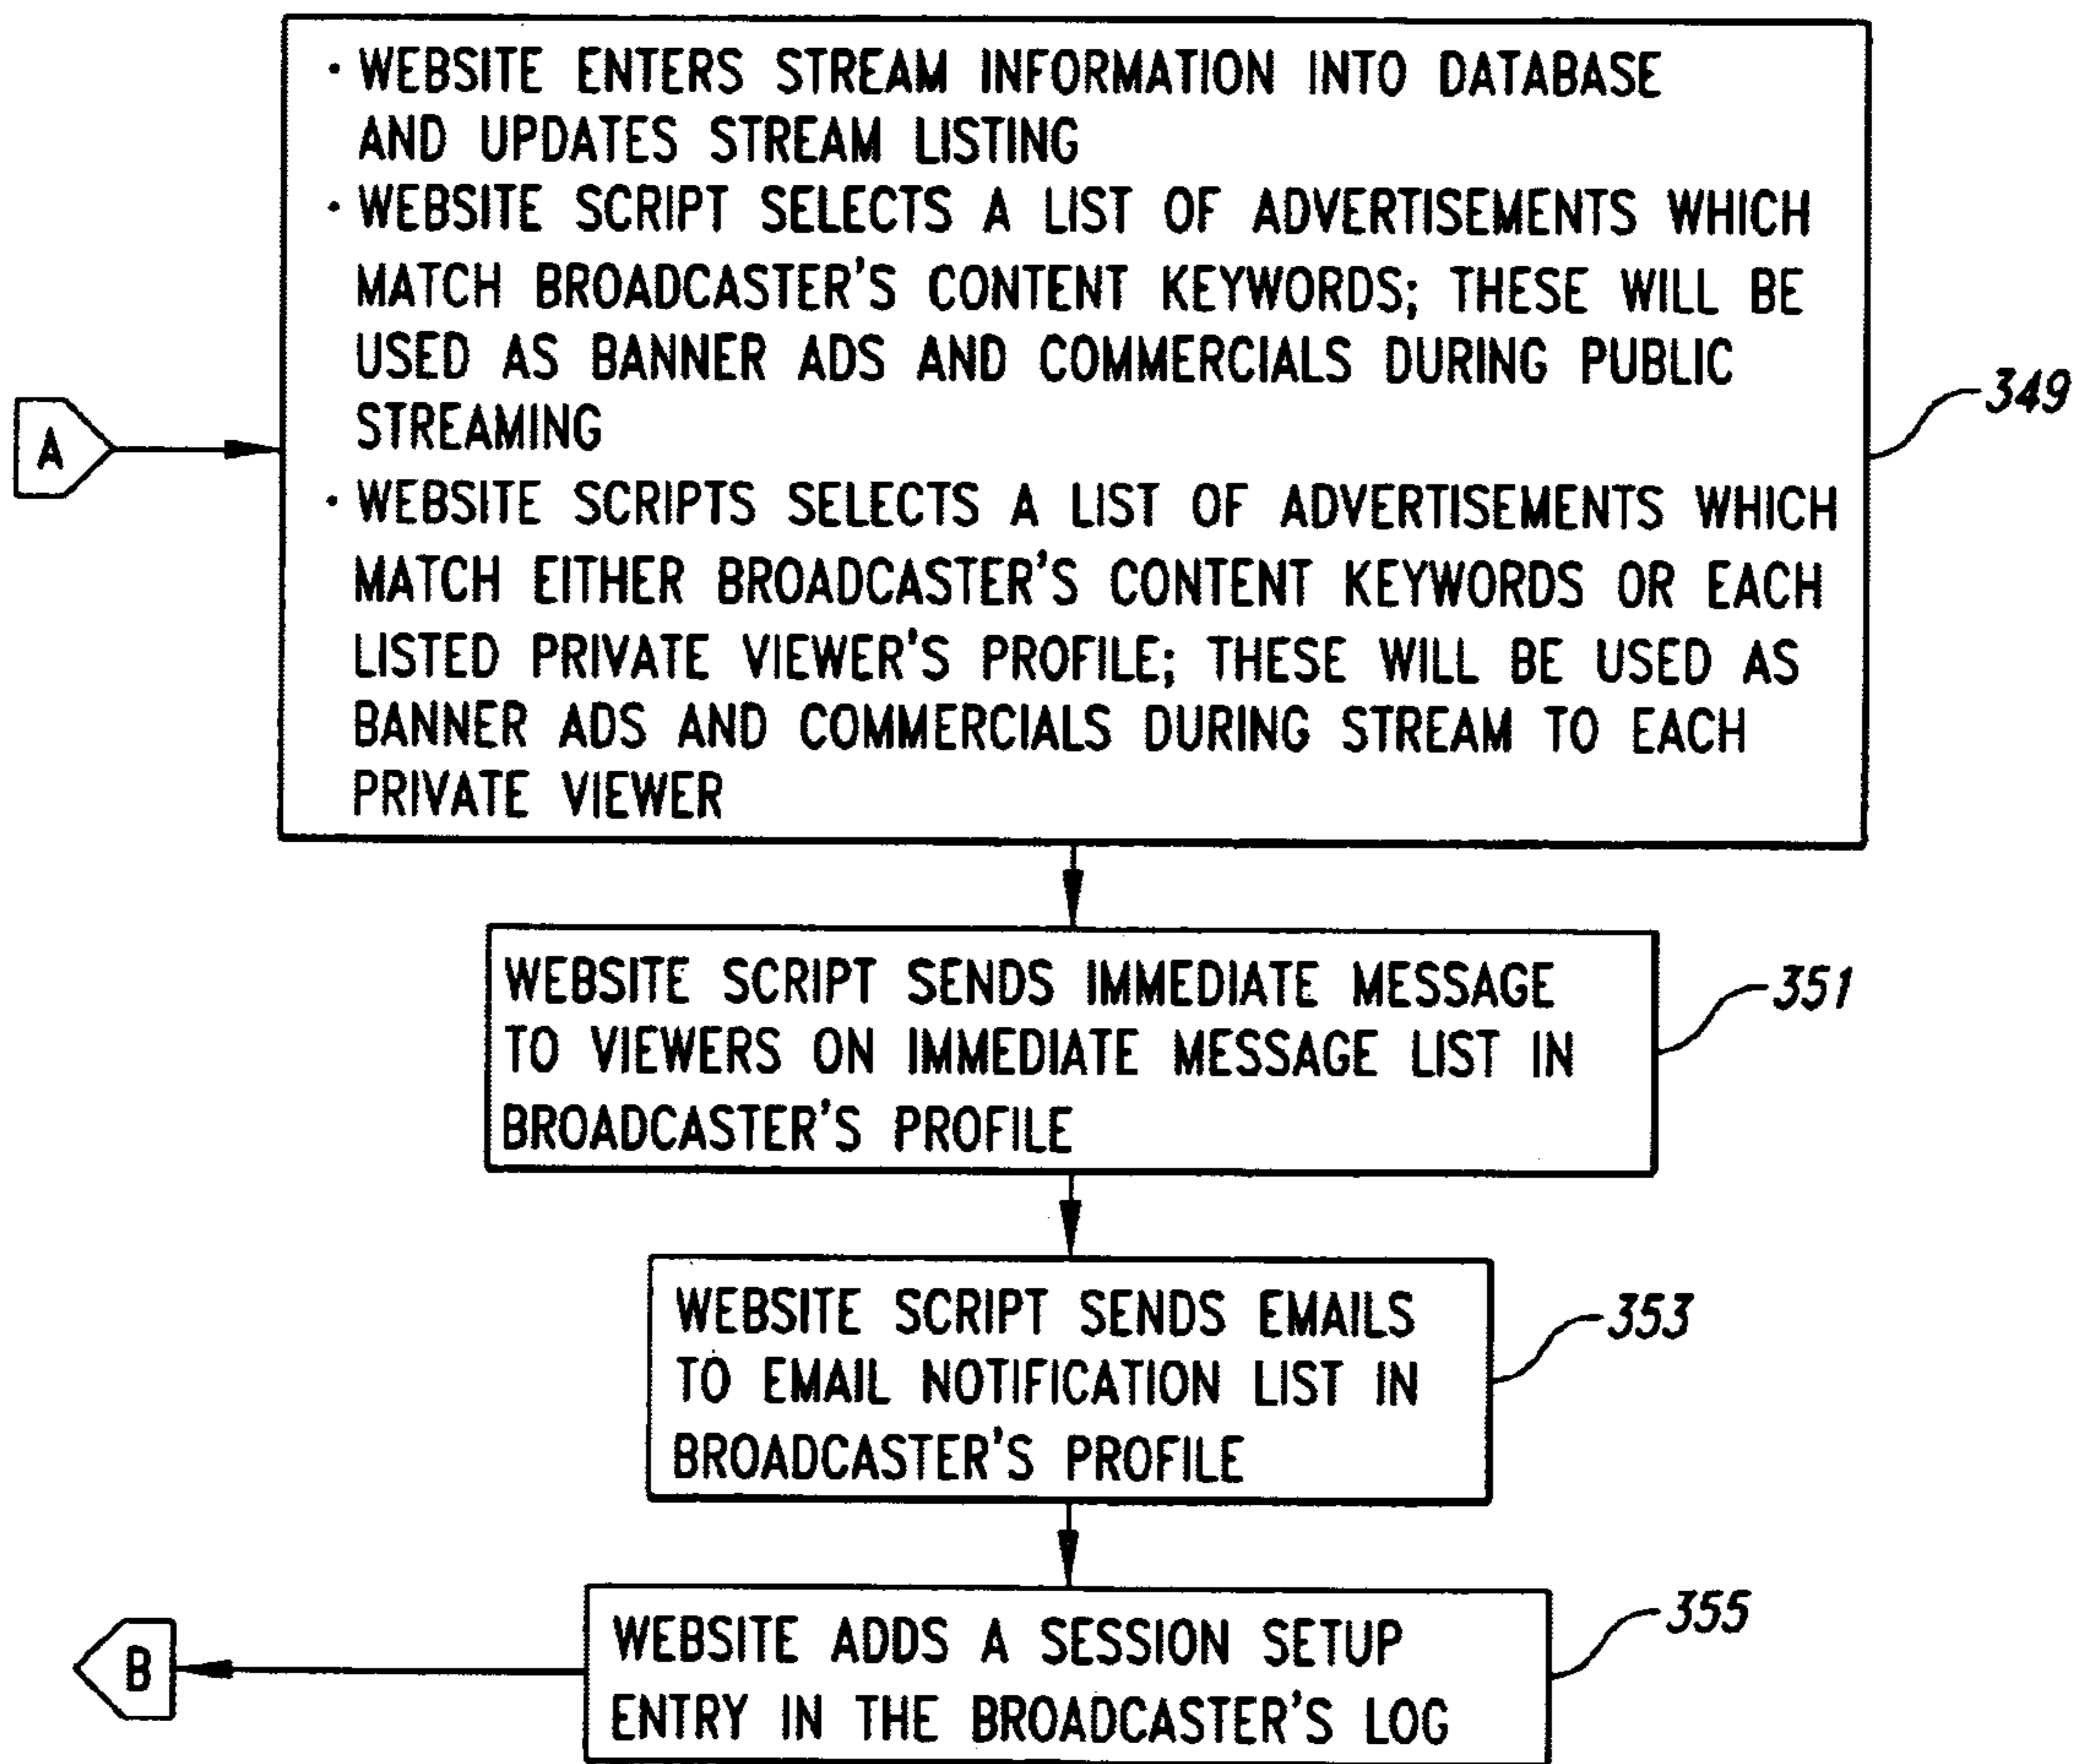 · WEBSITE ENTERS STREAM INFORMATION INTO DATABASE
AND UPDATES STREAM LISTING
· WEBSITE SCRIPT SELECTS A LIST OF ADVERTISEMENTS WHICH
MATCH BROADCASTER'S CONTENT KEYWORDS; THESE WILL BE
USED AS BANNER ADS AND COMMERCIALS DURING PUBLIC
STREAMING
349
A
· WEBSITE SCRIPTS SELECTS A LIST OF ADVERTISEMENTS WHICH
MATCH EITHER BROADCASTER'S CONTENT KEYWORDS OR EACH
LISTED PRIVATE VIEWER'S PROFILE; THESE WILL BE USED AS
BANNER ADS AND COMMERCIALS DURING STREAM TO EACH
PRIVATE VIEWER
WEBSITE SCRIPT SENDS IMMEDIATE MESSAGE
TO VIEWERS ON IMMEDIATE MESSAGE LIST IN
BROADCASTER'S PROFILE
351
WEBSITE SCRIPT SENDS EMAILS
TO EMAIL NOTIFICATION LIST IN
BROADCASTER'S PROFILE
353
WEBSITE ADDS A SESSION SETUP
ENTRY IN THE BROADCASTER'S LOG
355
B